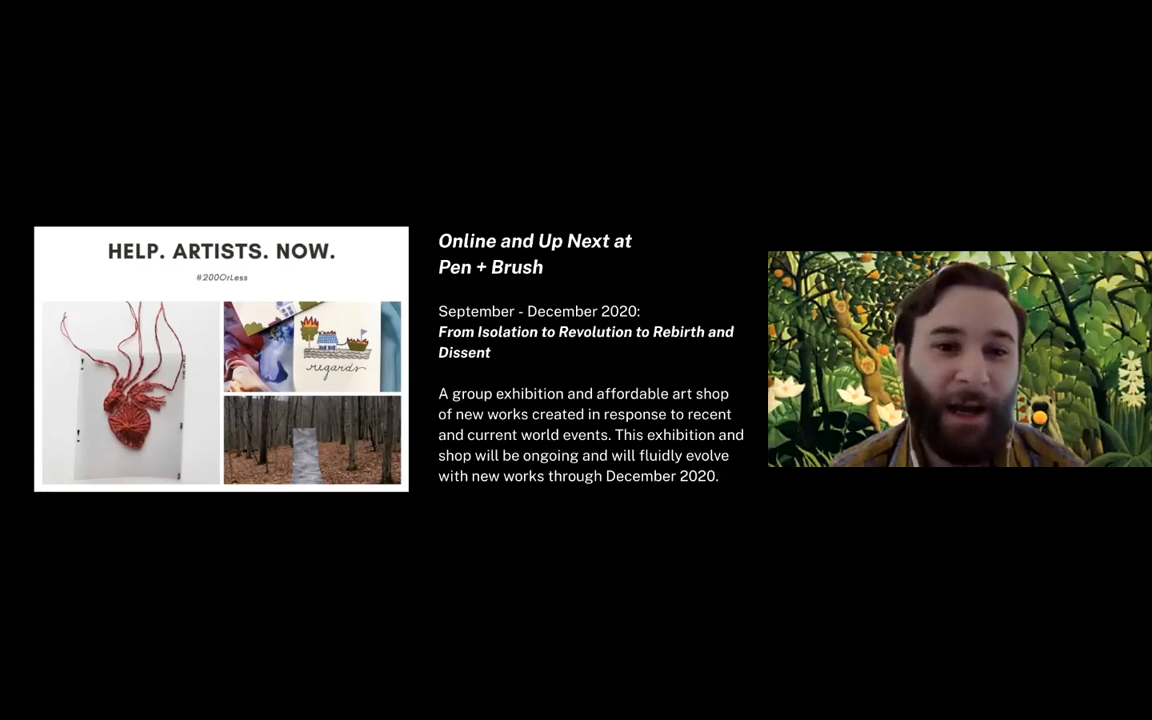 HELP. ARTISTS. NOW.
#200OrLess
regards
Online and Up Next at
Pen + Brush
September - December 2020:
From Isolation to Revolution to Rebirth and
Dissent
A group exhibition and affordable art shop
of new works created in response to recent
and current world events. This exhibition and
shop will be ongoing and will fluidly evolve
with new works through December 2020.